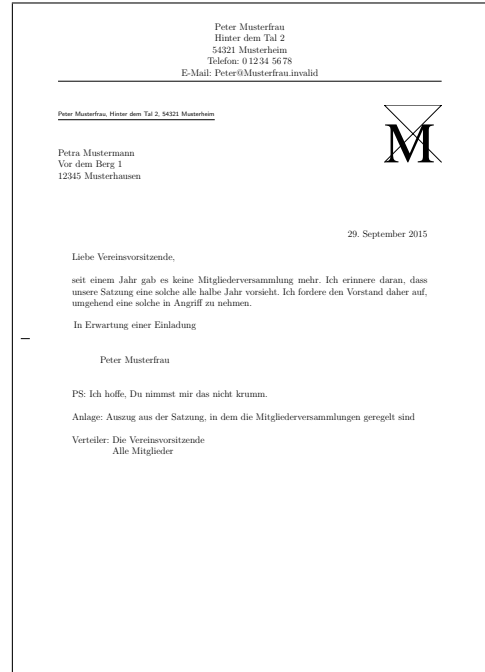 Peter Musterfrau
Hinter dem Tal 2
54321 Musterheim
Telefon: 0 12 34 56 78
E-Mail: Peter@Musterfrau.invalid
Peter Musterfrau, Hinter dem Tal 2, 54321 Musterheim
M
Petra Mustermann
Vor dem Berg 1
12345 Musterhausen
29. September 2015
Liebe Vereinsvorsitzende,
seit einem Jahr gab es keine Mitgliederversammlung mehr. Ich erinnere daran, dass
unsere Satzung eine solche alle halbe Jahr vorsieht. Ich fordere den Vorstand daher auf,
umgehend eine solche in Angriff zu nehmen.
In Erwartung einer Einladung
Peter Musterfrau
PS: Ich hoffe, Du nimmst mir das nicht krumm.
Anlage: Auszug aus der Satzung, in dem die Mitgliederversammlungen geregelt sind
Verteiler: Die Vereinsvorsitzende
Alle Mitglieder